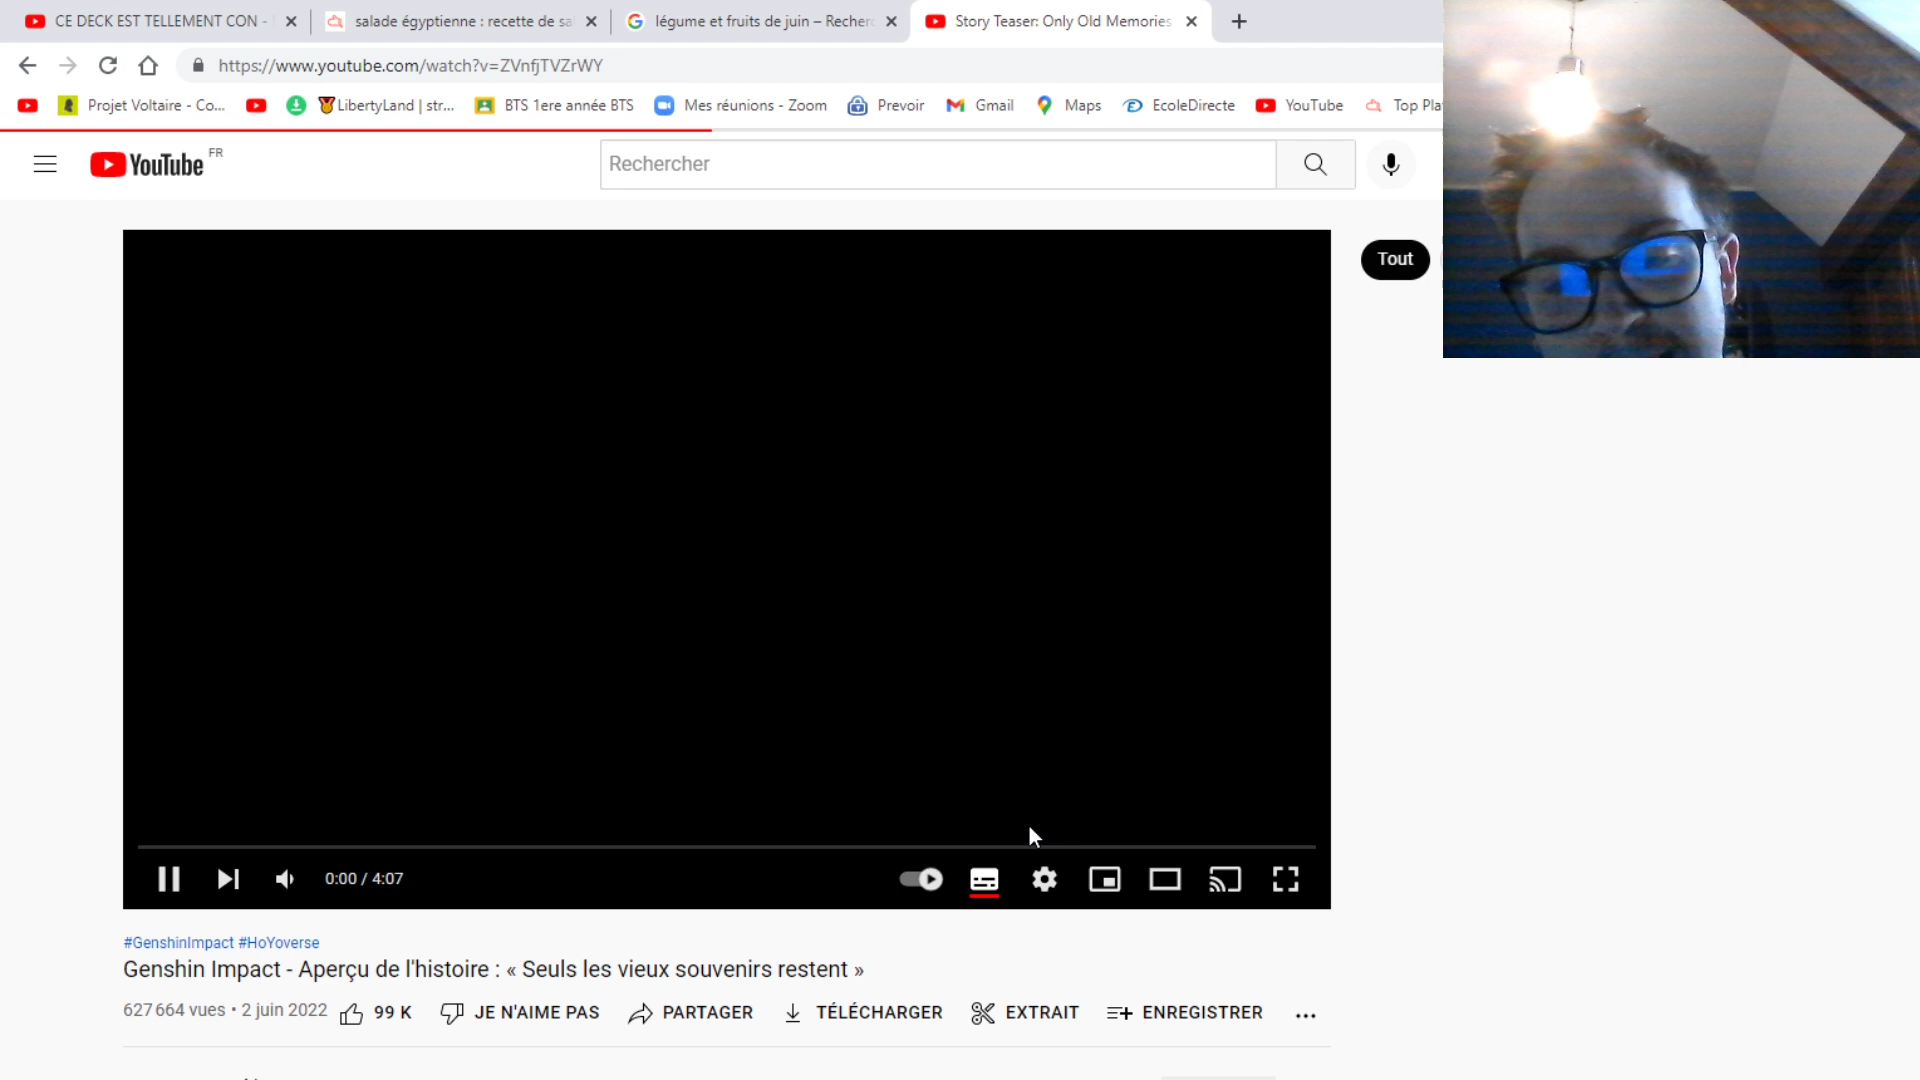 CE DECK EST TELLEMENT CON -
salade égyptienne : recette de sa
légume et fruits de juin – Recher
Story Teaser: Only Old Memories
https://www.youtube.com/watch?v=ZVnfjTVZrWY
Projet Voltaire - Co...
LibertyLand | str...
BTS 1ere année BTS
Mes réunions - Zoom
Prevoir
Gmail
Maps
EcoleDirecte
YouTube
Top Pla
YouTube FR
Rechercher
Tout
0:00 / 4:07
#GenshinImpact #HoYoverse
Genshin Impact - Aperçu de l'histoire : « Seuls les vieux souvenirs restent »
627 664 vues • 2 juin 2022
99 K
JE N'AIME PAS
PARTAGER
TÉLÉCHARGER
EXTRAIT
ENREGISTRER